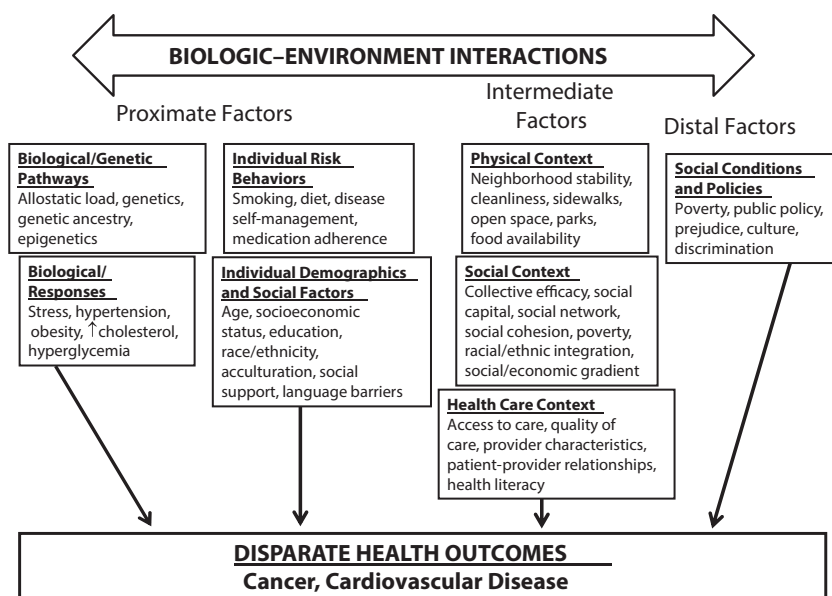 BIOLOGIC–ENVIRONMENT INTERACTIONS
Proximate Factors
Intermediate
Factors
Distal Factors
Biological/Genetic
Pathways
Allostatic load, genetics,
genetic ancestry,
epigenetics
Biological/
Responses
Stress, hypertension,
obesity, ↑cholesterol,
hyperglycemia
Individual Risk
Behaviors
Smoking, diet, disease
self-management,
medication adherence
Individual Demographics
and Social Factors
Age, socioeconomic
status, education,
race/ethnicity,
acculturation, social
support, language barriers
Physical Context
Neighborhood stability,
cleanliness, sidewalks,
open space, parks,
food availability
Social Context
Collective efficacy, social
capital, social network,
social cohesion, poverty,
racial/ethnic integration,
social/economic gradient
Health Care Context
Access to care, quality of
care, provider characteristics,
patient-provider relationships,
health literacy
Social Conditions
and Policies
Poverty, public policy,
prejudice, culture,
discrimination
DISPARATE HEALTH OUTCOMES
Cancer, Cardiovascular Disease